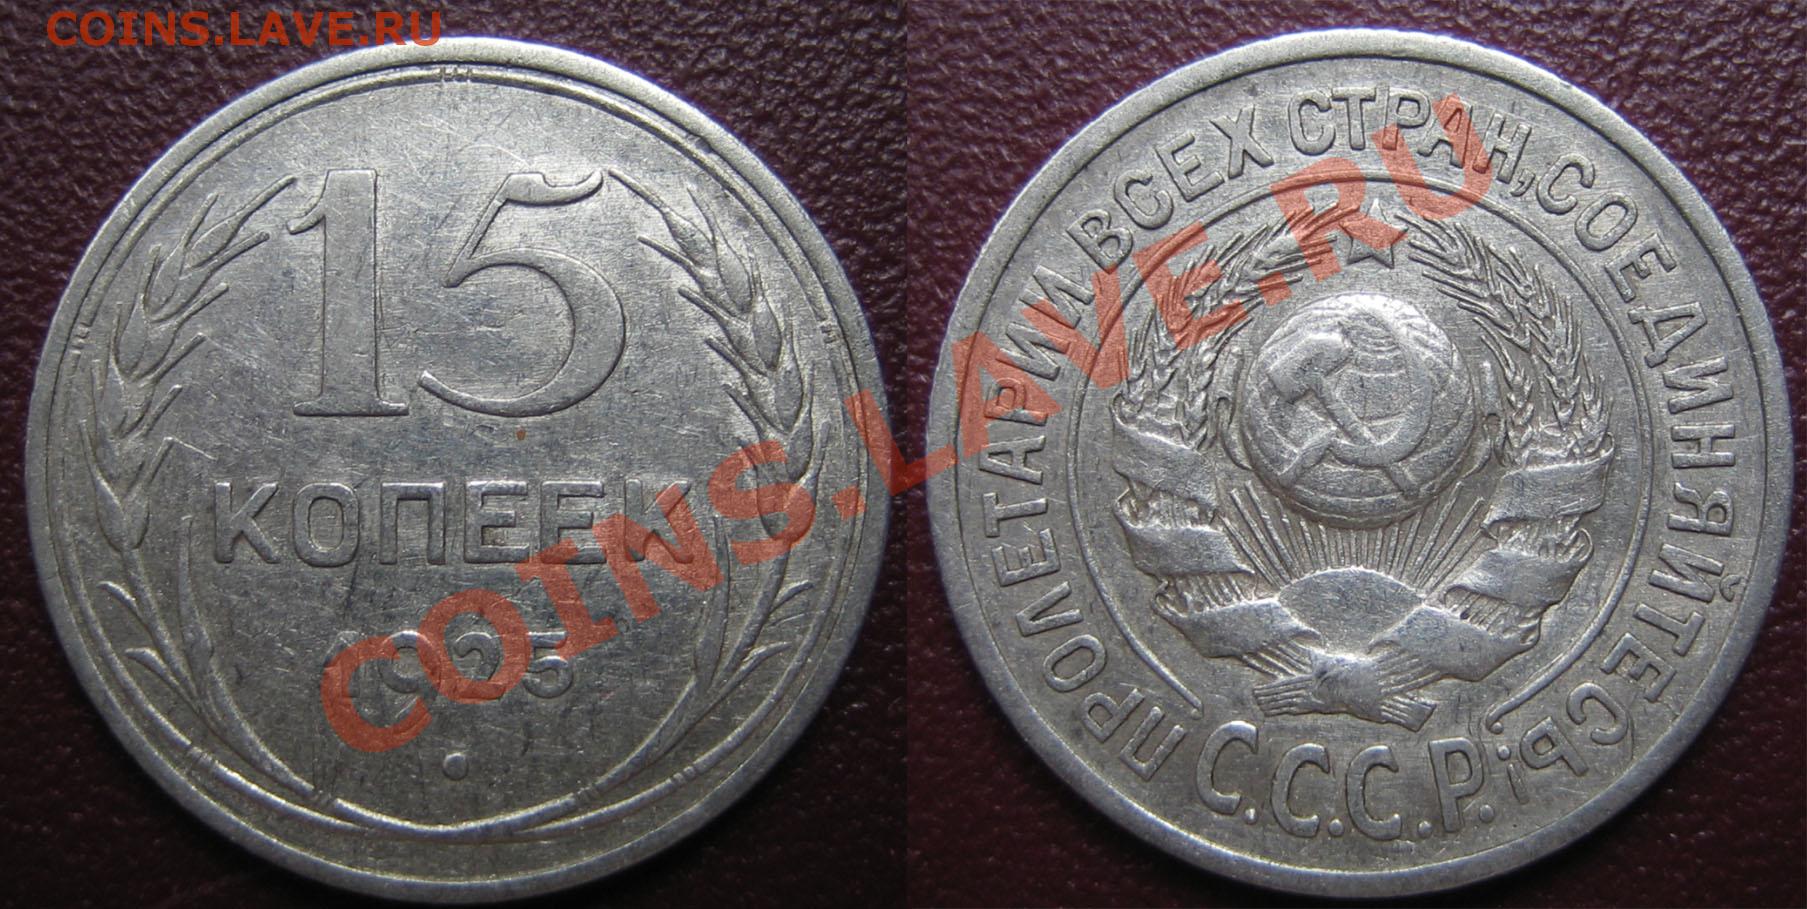 COINS.LAVE.RU
15
КОПЕЕК
1925
COINS.LAVE.RU
ПРОЛЕТАРИИ ВСЕХ СТРАН, СОЕДИНЯЙТЕСЬ!
С.С.С.Р.